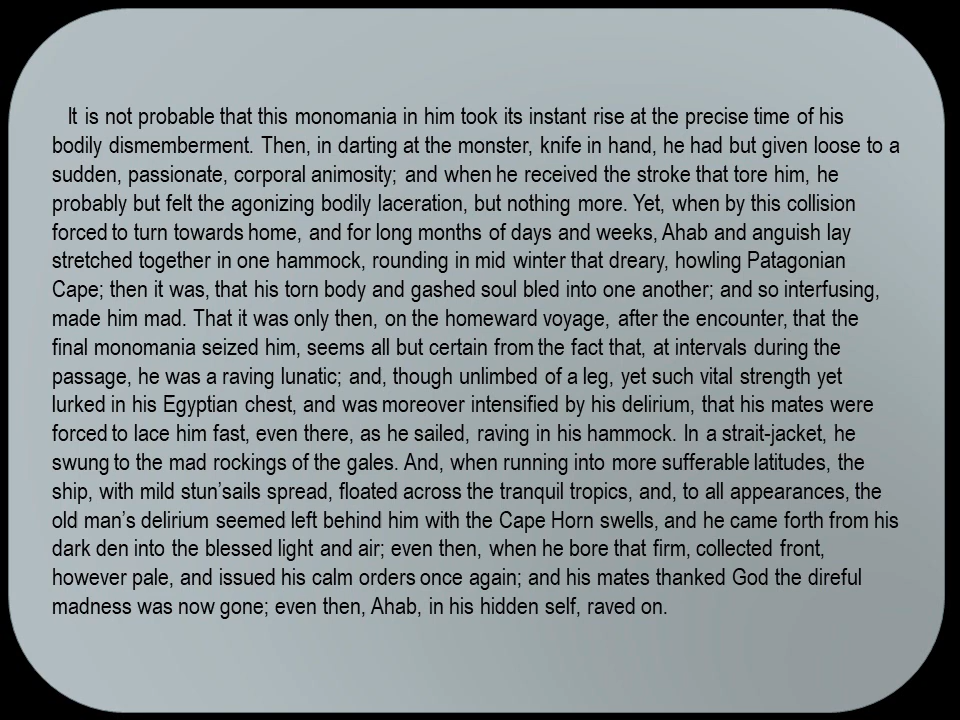 It is not probable that this monomania in him took its instant rise at the precise time of his
bodily dismemberment. Then, in darting at the monster, knife in hand, he had but given loose to a
sudden, passionate, corporal animosity; and when he received the stroke that tore him, he
probably but felt the agonizing bodily laceration, but nothing more. Yet, when by this collision
forced to turn towards home, and for long months of days and weeks, Ahab and anguish lay
stretched together in one hammock, rounding in mid winter that dreary, howling Patagonian
Cape; then it was, that his torn body and gashed soul bled into one another; and so interfusing,
made him mad. That it was only then, on the homeward voyage, after the encounter, that the
final monomania seized him, seems all but certain from the fact that, at intervals during the
passage, he was a raving lunatic; and, though unlimbed of a leg, yet such vital strength yet
lurked in his Egyptian chest, and was moreover intensified by his delirium, that his mates were
forced to lace him fast, even there, as he sailed, raving in his hammock. In a strait-jacket, he
swung to the mad rockings of the gales. And, when running into more sufferable latitudes, the
ship, with mild stun’sails spread, floated across the tranquil tropics, and, to all appearances, the
old man’s delirium seemed left behind him with the Cape Horn swells, and he came forth from his
dark den into the blessed light and air; even then, when he bore that firm, collected front,
however pale, and issued his calm orders once again; and his mates thanked God the direful
madness was now gone; even then, Ahab, in his hidden self, raved on.